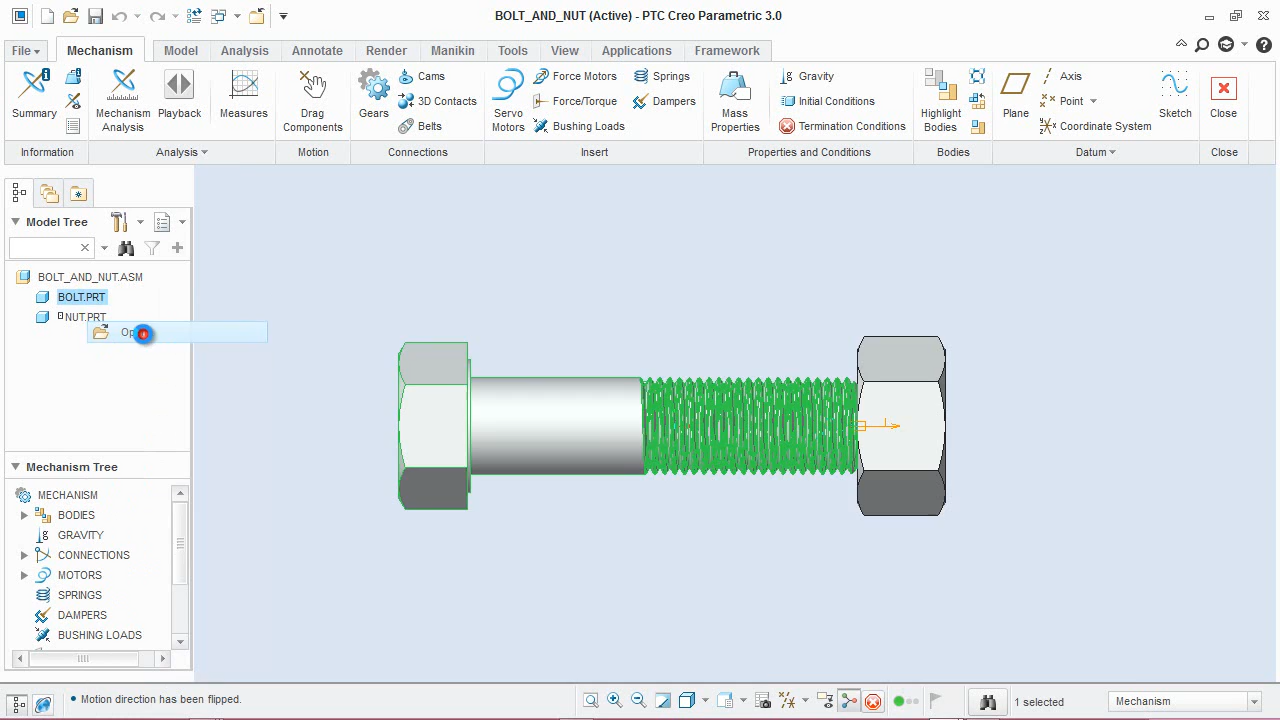 BOLT_AND_NUT (Active) - PTC Creo Parametric 3.0
File Mechanism Model Analysis Annotate Render Manikin Tools View Applications Framework
Summary
Information
Mechanism Analysis
Playback
Measures
Analysis
Drag Components
Motion
Gears
Cams
3D Contacts
Belts
Connections
Servo Motors
Force Motors
Force/Torque
Bushing Loads
Springs
Dampers
Insert
Mass Properties
Gravity
Initial Conditions
Termination Conditions
Properties and Conditions
Highlight Bodies
Bodies
Plane
Axis
Point
Coordinate System
Sketch
Datum
Close
Close
Model Tree
BOLT_AND_NUT.ASM
BOLT.PRT
NUT.PRT
Mechanism Tree
MECHANISM
BODIES
GRAVITY
CONNECTIONS
MOTORS
SPRINGS
DAMPERS
BUSHING LOADS
• Motion direction has been flipped.
1 selected
Mechanism